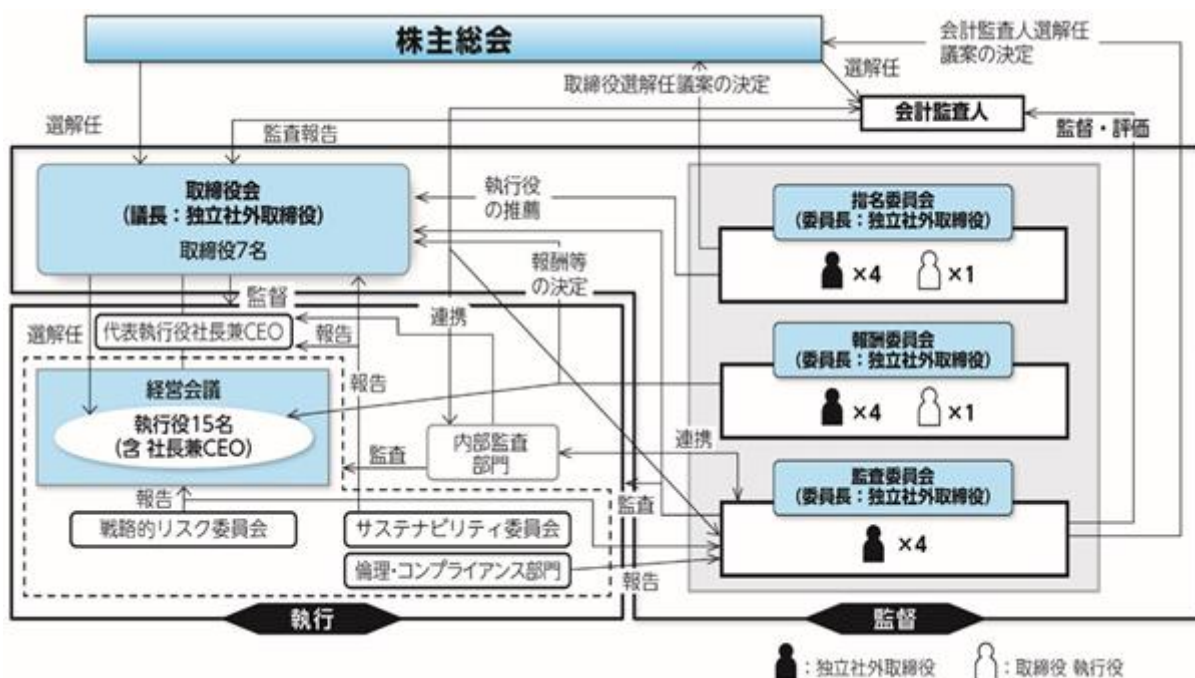 株主総会
会計監査人選解任
議案の決定
選解任
取締役選解任議案の決定
会計監査人
選解任
監査報告
監督・評価
取締役会
(議長:独立社外取締役)
取締役7名
執行役
の推薦
指名委員会
(委員長:独立社外取締役)
×4
×1
報酬等
の決定
監督
連携
選解任
代表執行役社長兼CEO
報告
報酬委員会
(委員長:独立社外取締役)
×4
×1
経営会議
報告
執行役15名
(含 社長兼CEO)
内部監査
部門
連携
監査
監査委員会
(委員長:独立社外取締役)
×4
報告
監査
戦略的リスク委員会
サステナビリティ委員会
倫理・コンプライアンス部門
報告
執行
監督
:独立社外取締役
:取締役 執行役